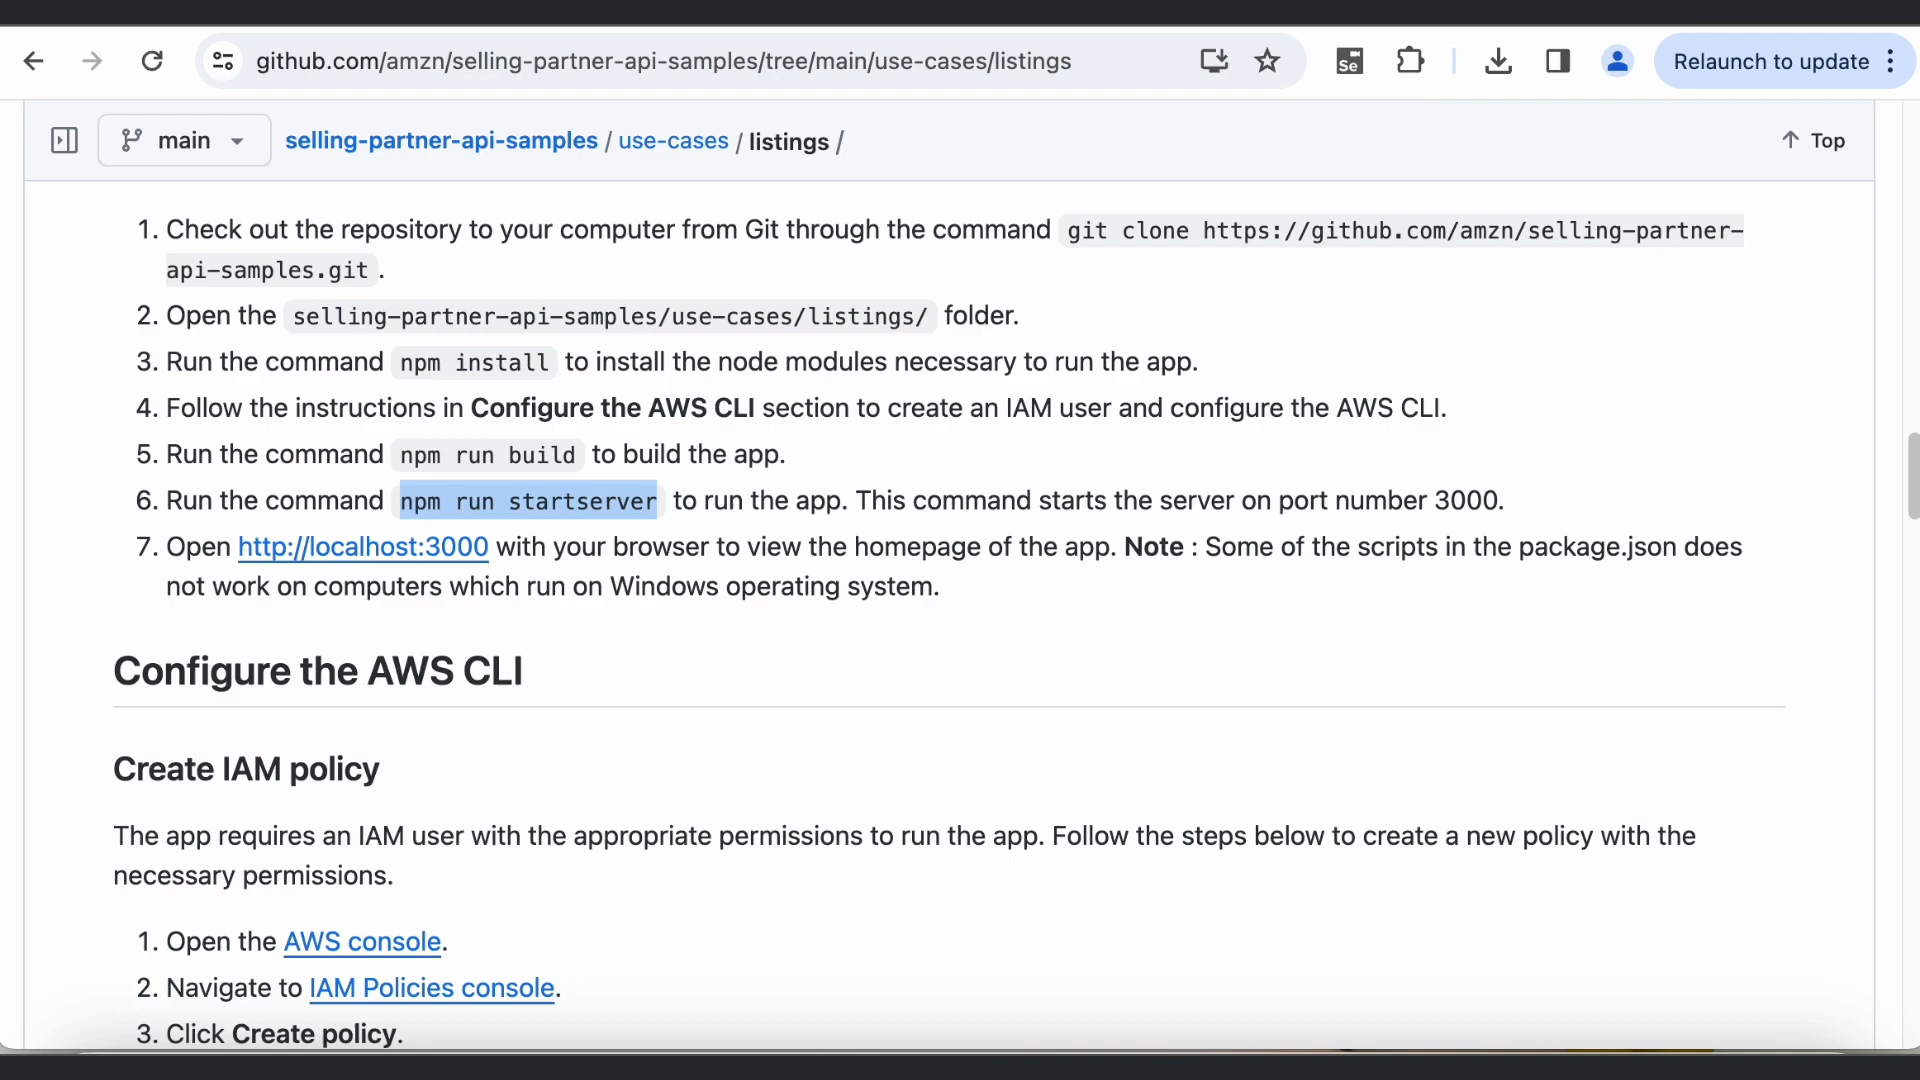 github.com/amzn/selling-partner-api-samples/tree/main/use-cases/listings
Se
Relaunch to update
main
selling-partner-api-samples / use-cases / listings /
Top
1. Check out the repository to your computer from Git through the command git clone https://github.com/amzn/selling-partner-
api-samples.git .
2. Open the selling-partner-api-samples/use-cases/listings/ folder.
3. Run the command npm install to install the node modules necessary to run the app.
4. Follow the instructions in Configure the AWS CLI section to create an IAM user and configure the AWS CLI.
5. Run the command npm run build to build the app.
6. Run the command npm run startserver to run the app. This command starts the server on port number 3000.
7. Open http://localhost:3000 with your browser to view the homepage of the app. Note : Some of the scripts in the package.json does
not work on computers which run on Windows operating system.
Configure the AWS CLI
Create IAM policy
The app requires an IAM user with the appropriate permissions to run the app. Follow the steps below to create a new policy with the
necessary permissions.
1. Open the AWS console.
2. Navigate to IAM Policies console.
3. Click Create policy.